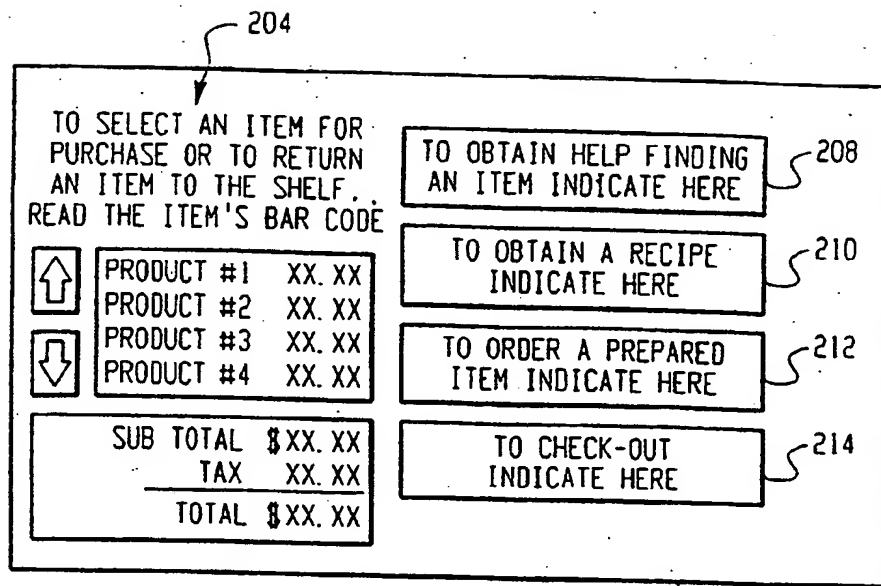 204
TO SELECT AN ITEM FOR
PURCHASE OR TO RETURN
AN ITEM TO THE SHELF..
READ THE ITEM'S BAR CODE
PRODUCT #1 XX.XX
PRODUCT #2 XX.XX
PRODUCT #3 XX.XX
PRODUCT #4 XX.XX
SUB TOTAL $XX.XX
TAX XX.XX
TOTAL $XX.XX
TO OBTAIN HELP FINDING
AN ITEM INDICATE HERE
208
TO OBTAIN A RECIPE
INDICATE HERE
210
TO ORDER A PREPARED
ITEM INDICATE HERE
212
TO CHECK-OUT
INDICATE HERE
214